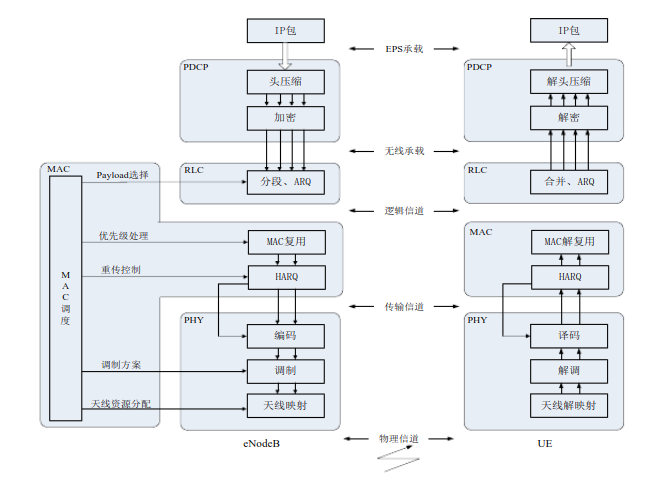 IP包
IP包
EPS承载
PDCP
PDCP
头压缩
解头压缩
加密
解密
无线承载
MAC
RLC
RLC
Payload选择
分段、ARQ
合并、ARQ
逻辑信道
优先级处理
MAC复用
MAC
MAC解复用
重传控制
HARQ
HARQ
MAC调度
传输信道
PHY
PHY
编码
译码
调制方案
调制
解调
天线资源分配
天线映射
天线解映射
eNodeB
物理信道
UE